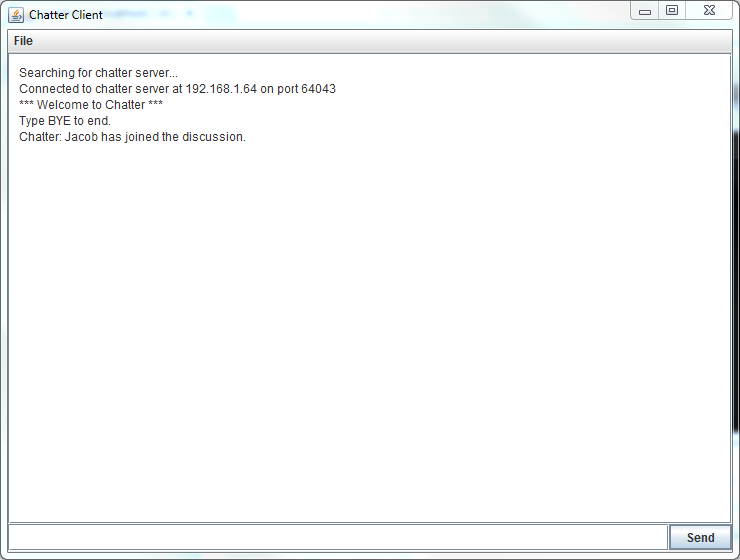 Chatter Client
File
Searching for chatter server...
Connected to chatter server at 192.168.1.64 on port 64043
*** Welcome to Chatter ***
Type BYE to end.
Chatter: Jacob has joined the discussion.
Send